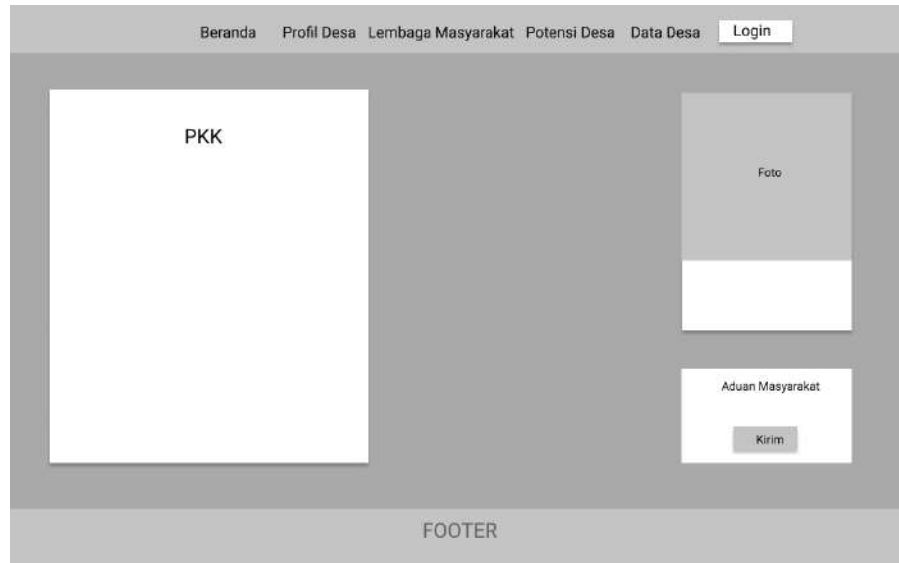 Beranda Profil Desa Lembaga Masyarakat Potensi Desa Data Desa Login
PKK
Foto
Aduan Masyarakat
Kirim
FOOTER